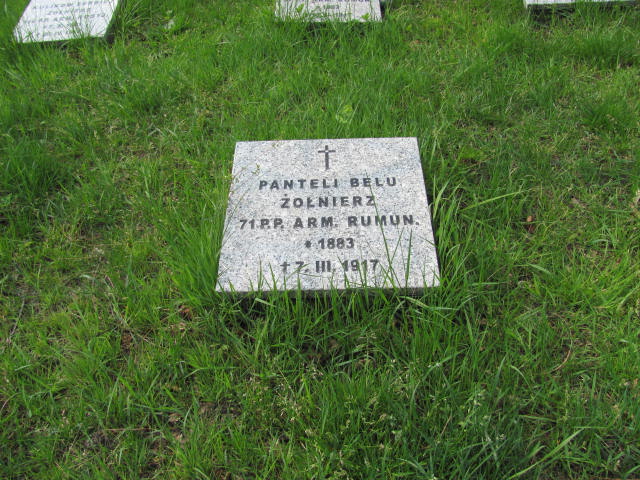 PANTELI BELU
ŻOŁNIERZ
71 P.P. ARM. RUMUN.
* 1883
† 7. III. 1917